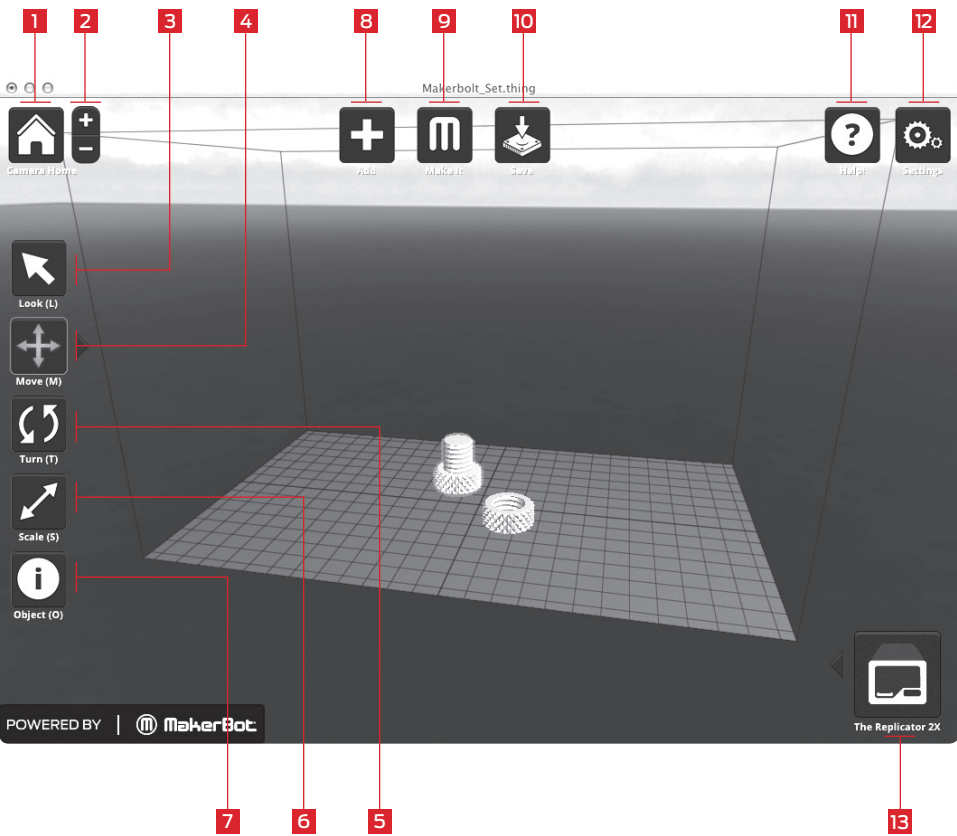 1 2 3 4 8 9 10 11 12
Makerbolt_Set.thing
+
−
?
Camera Home
Add
Make It
Save
Help!
Settings
Look (L)
Move (M)
Turn (T)
Scale (S)
i
Object (O)
POWERED BY | MakerBot
The Replicator 2X
7 6 5 13